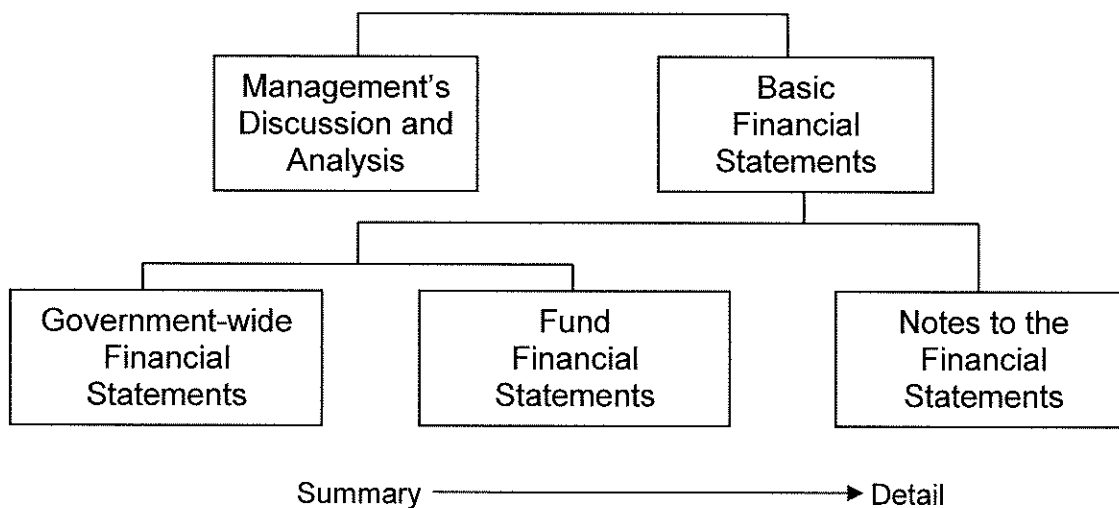 Management's
Discussion and
Analysis
Basic
Financial
Statements
Government-wide
Financial
Statements
Fund
Financial
Statements
Notes to the
Financial
Statements
Summary
Detail